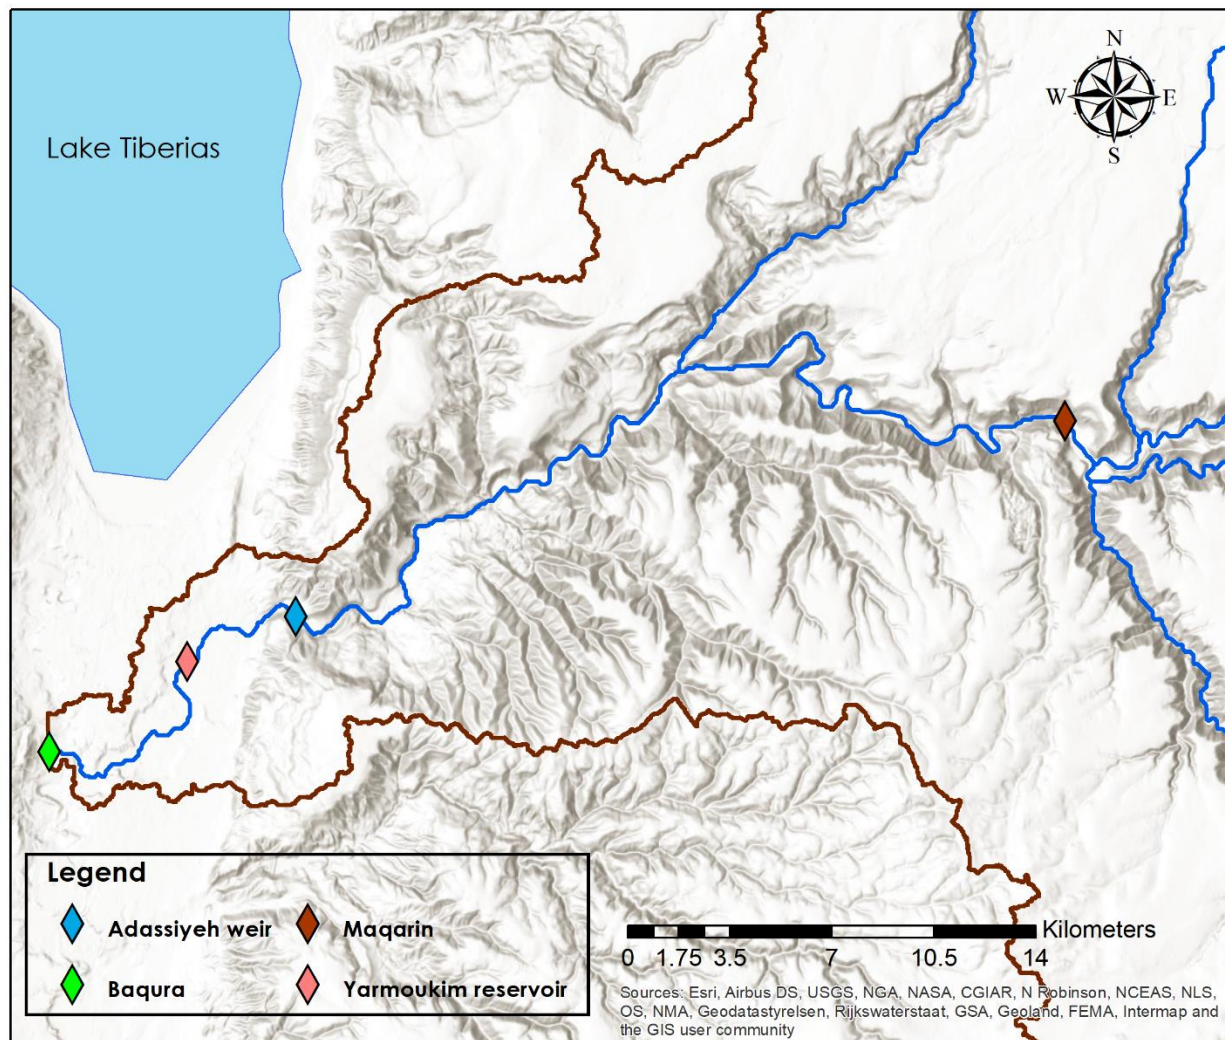 N
W E
S
Lake Tiberias
Legend
Adassiyeh weir
Maqarin
Baqura
Yarmoukim reservoir
Kilometers
0 1.75 3.5 7 10.5 14
Sources: Esri, Airbus DS, USGS, NGA, NASA, CGIAR, N Robinson, NCEAS, NLS,
OS, NMA, Geodatastyrelsen, Rijkswaterstaat, GSA, Geoland, FEMA, Intermap and
the GIS user community